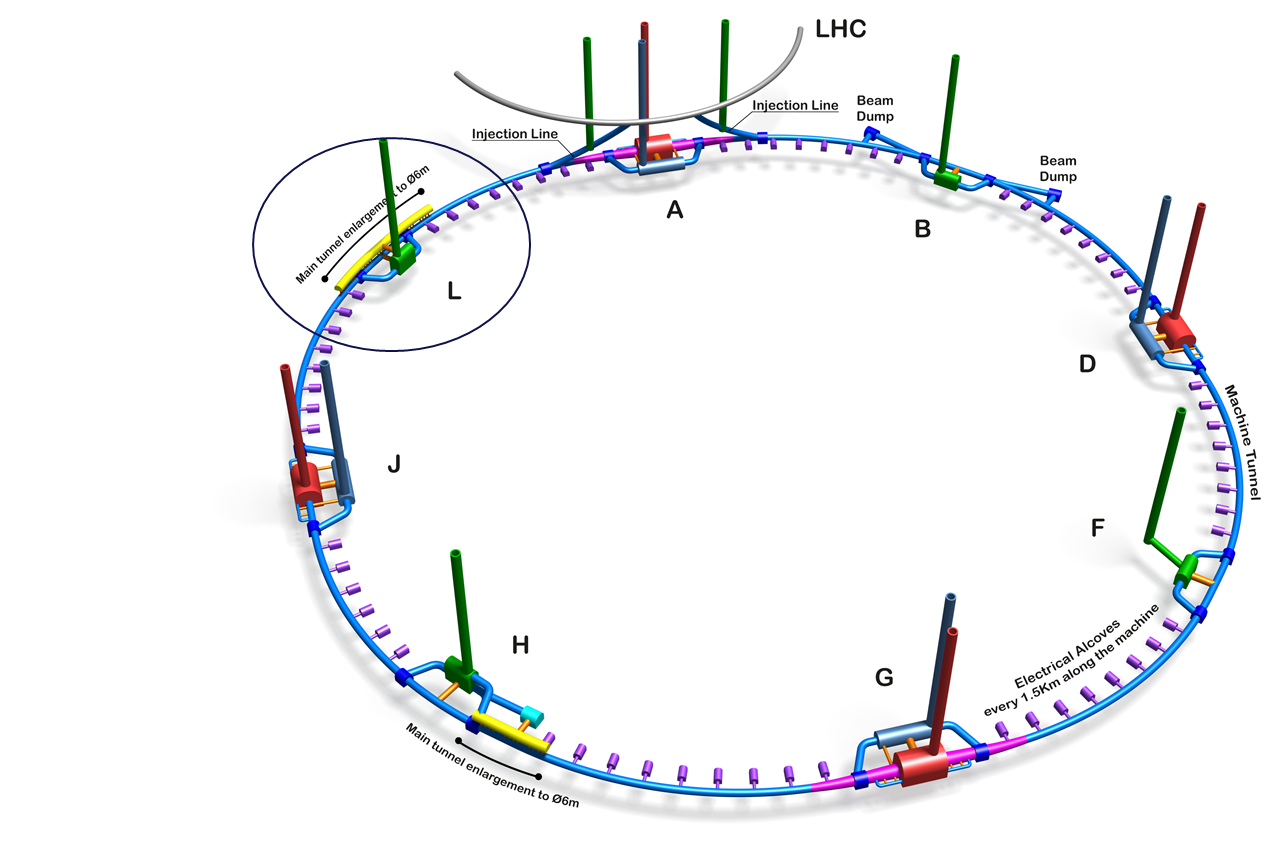 LHC
Injection Line
Injection Line
Beam
Dump
Beam
Dump
Main tunnel enlargement to Ø6m
A
B
L
D
Machine Tunnel
J
F
Electrical Alcoves
every 1.5Km along the machine
H
G
Main tunnel enlargement to Ø6m